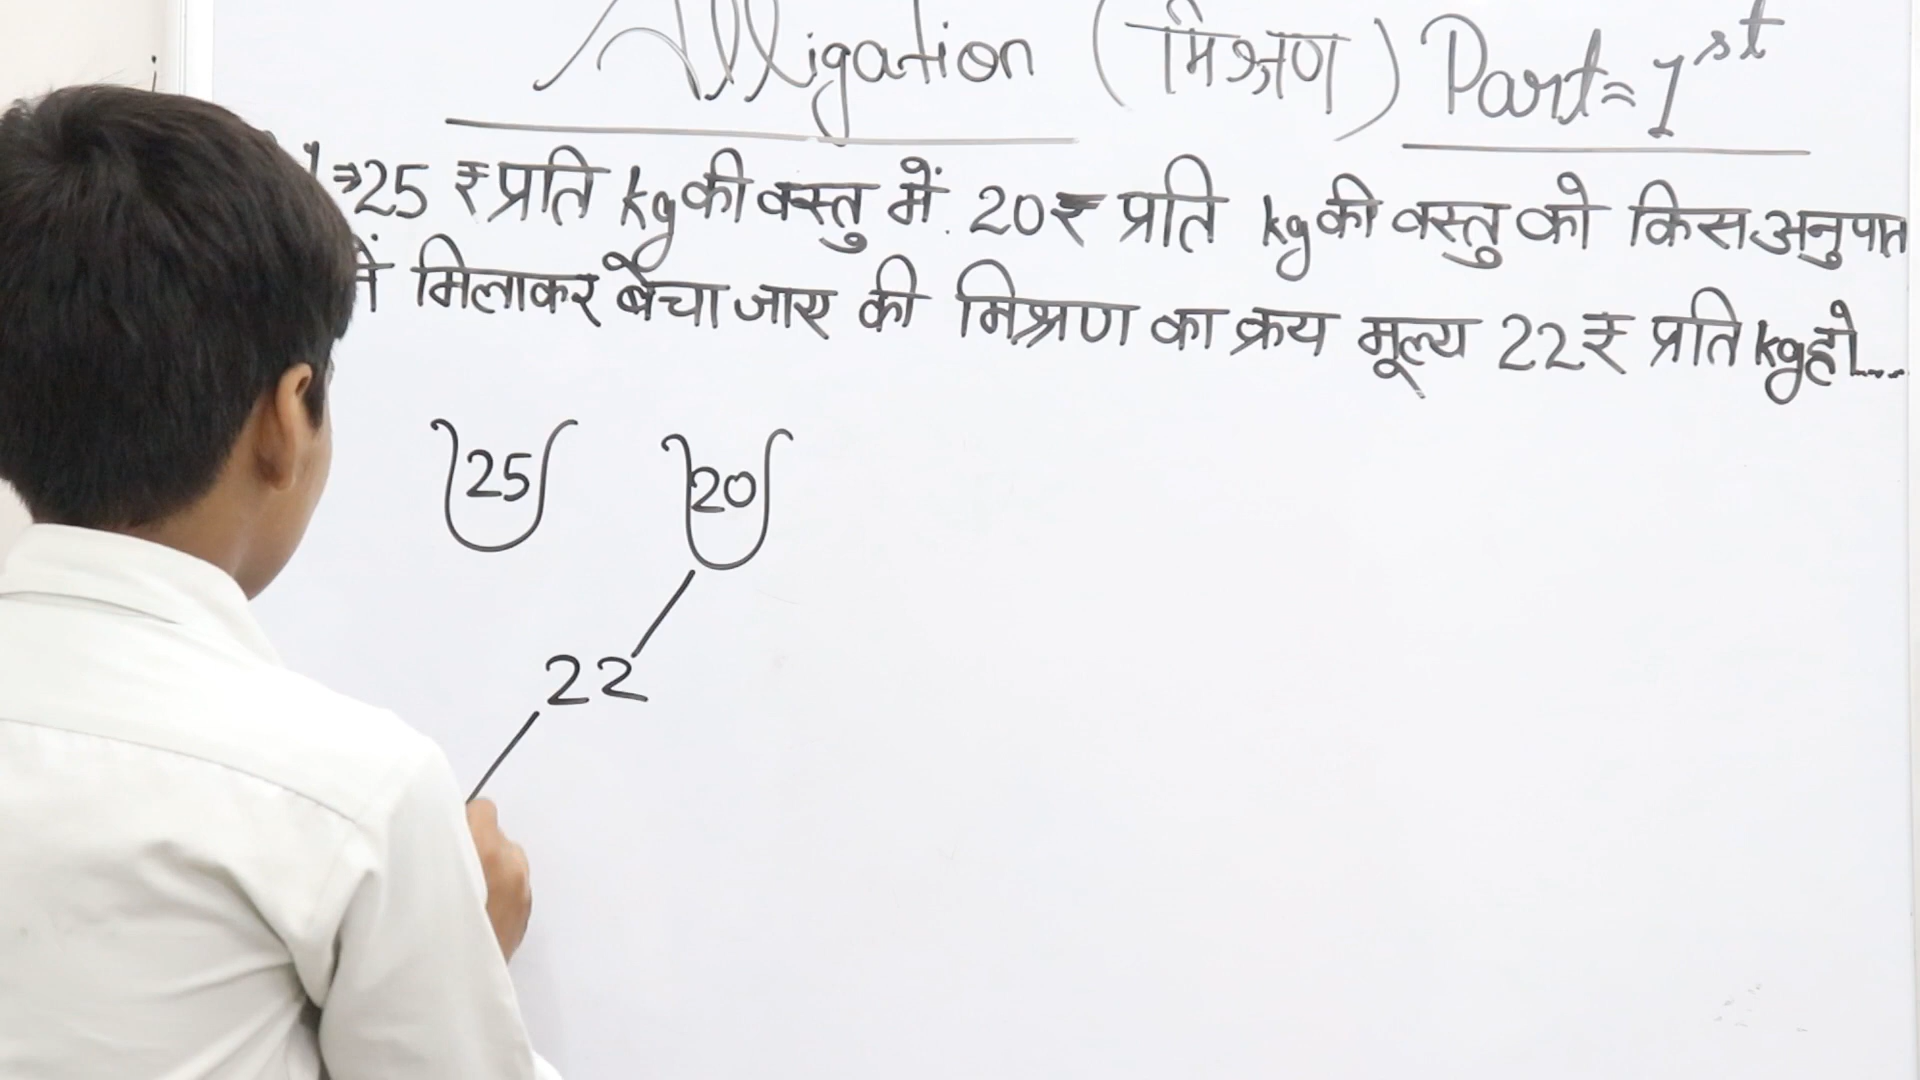 Alligation (मिश्रण) Part=1st
⇒25 ₹ प्रति kg की वस्तु में 20₹ प्रति kg की वस्तु को किस अनुपात
में मिलाकर बेचा जाए की मिश्रण का क्रय मूल्य 22₹ प्रति kg हो...
25 20
22